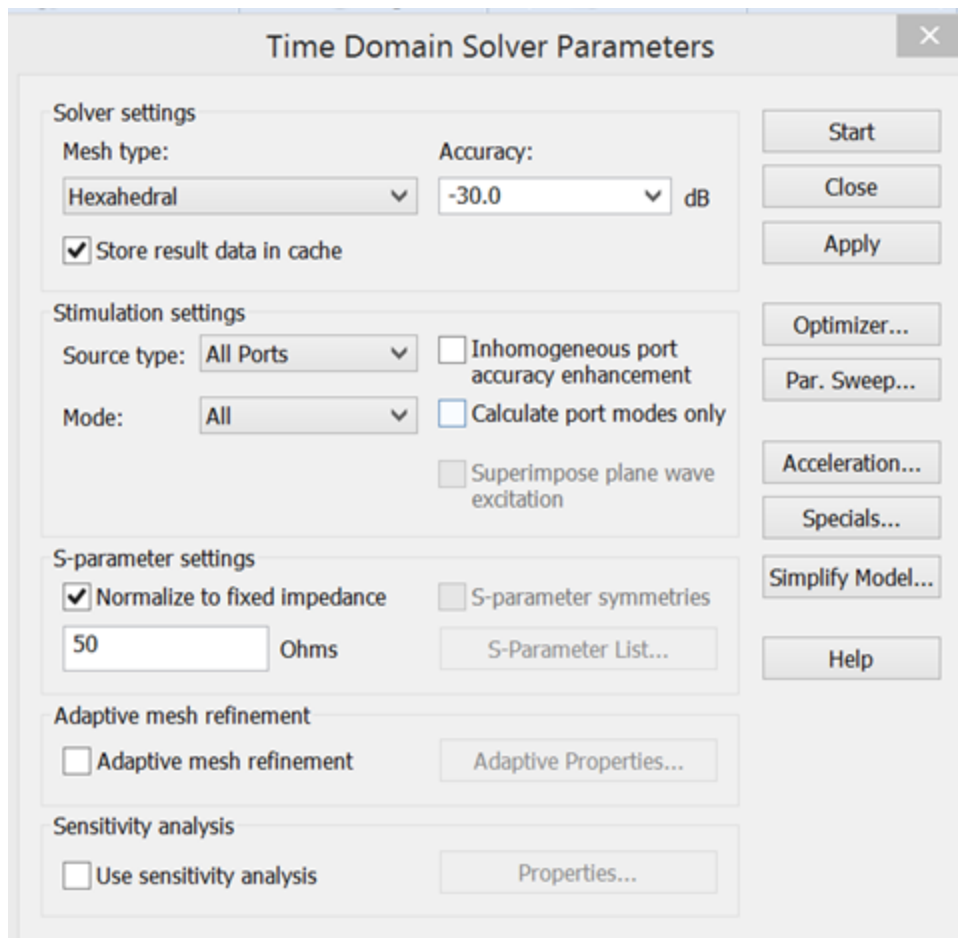 Time Domain Solver Parameters
Solver settings
Mesh type:
Accuracy:
Hexahedral
-30.0
dB
Store result data in cache
Stimulation settings
Source type:
All Ports
Inhomogeneous port
accuracy enhancement
Mode:
All
Calculate port modes only
Superimpose plane wave
excitation
S-parameter settings
Normalize to fixed impedance
S-parameter symmetries
50
Ohms
S-Parameter List...
Adaptive mesh refinement
Adaptive mesh refinement
Adaptive Properties...
Sensitivity analysis
Use sensitivity analysis
Properties...
Start
Close
Apply
Optimizer...
Par. Sweep...
Acceleration...
Specials...
Simplify Model...
Help